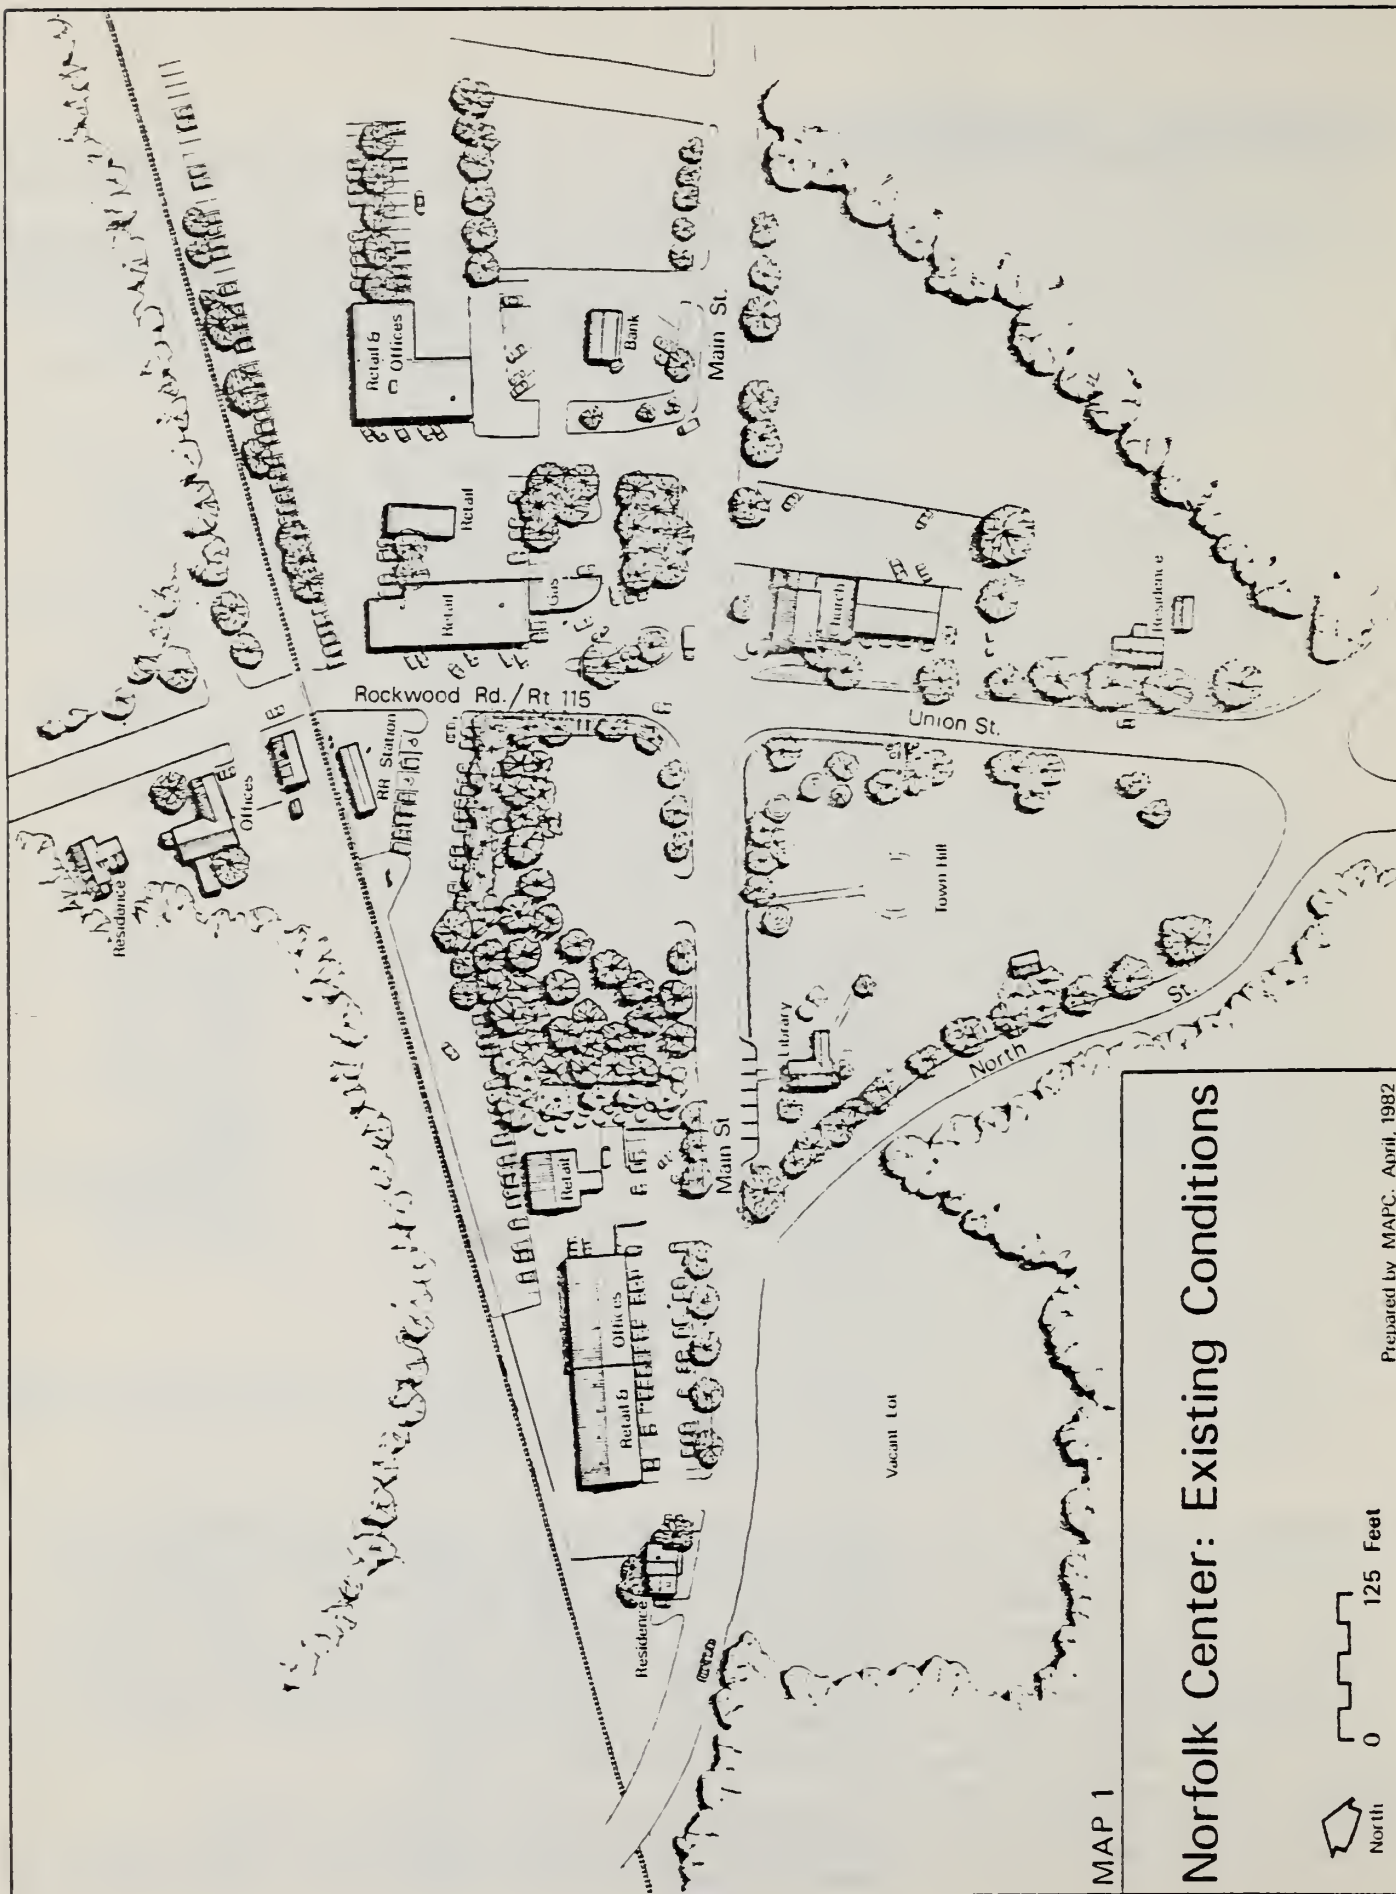 Residence
Offices
RR Station
Rockwood Rd./Rt 115
Retail &
Offices
Retail
Retail
Gas
Bank
Main St.
Church
Residence
Union St.
Town Hill
Library
North St.
Main St
Retail
Retail &
Offices
Residence
Vacant Lot
MAP 1
Norfolk Center: Existing Conditions
North
0 125 Feet
Prepared by MAPC. April, 1982